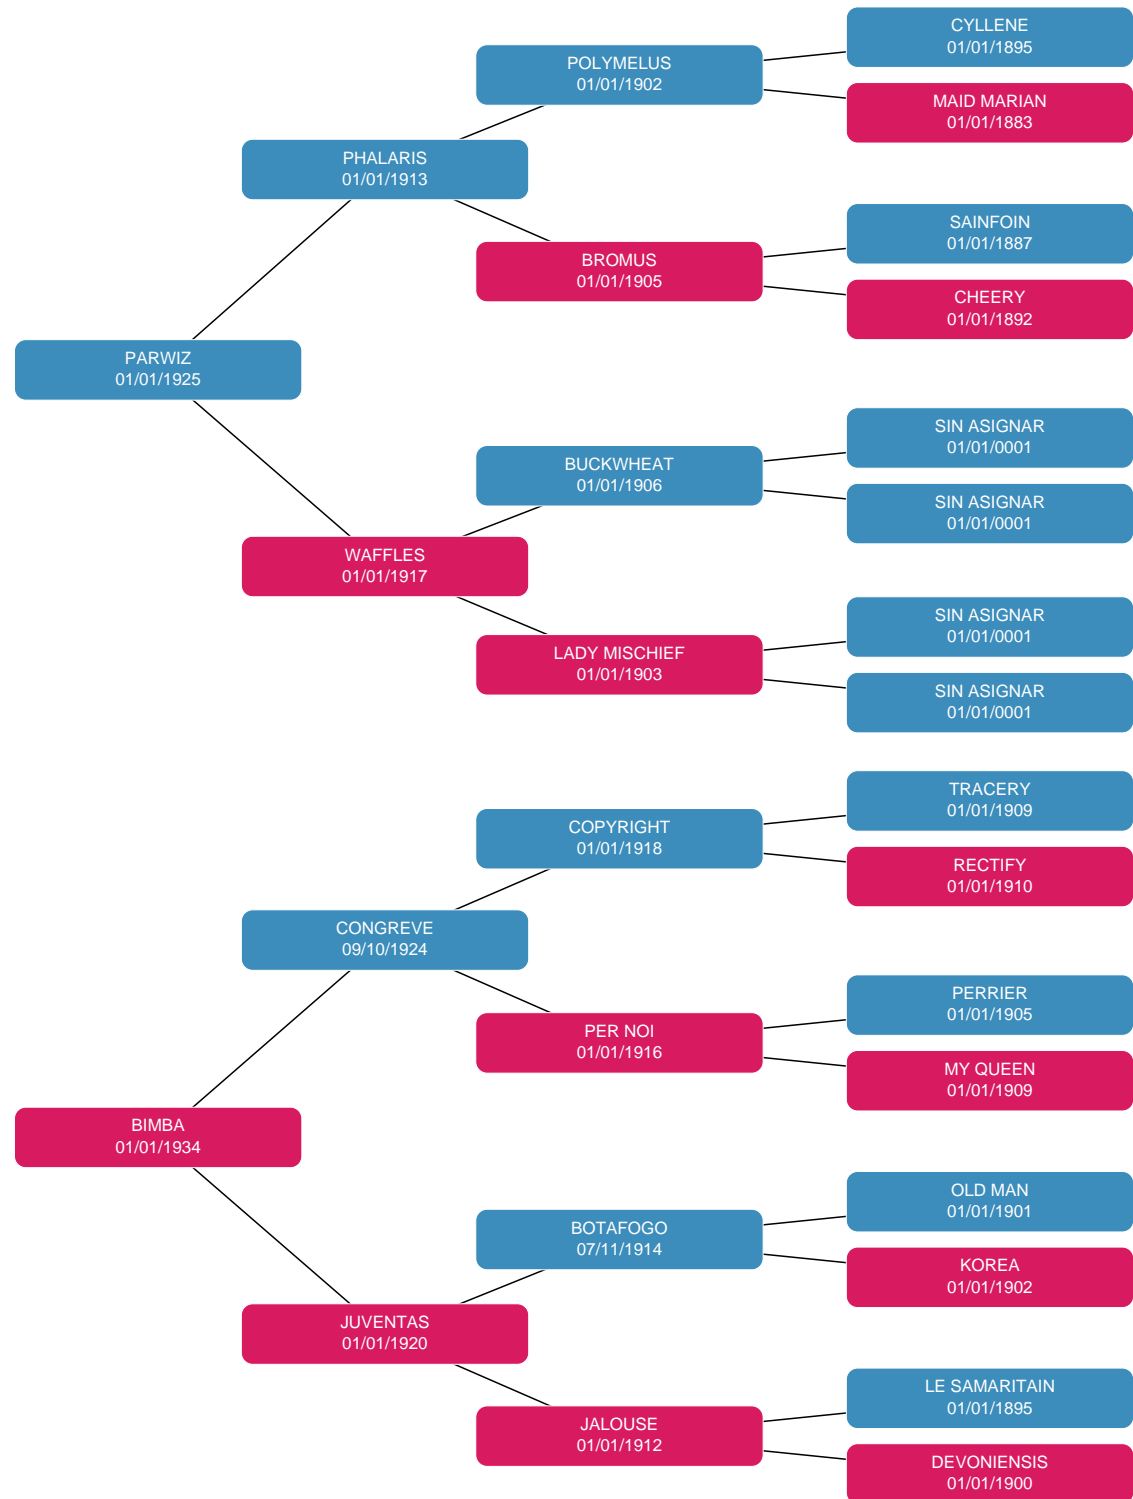 CYLLENE
01/01/1895
POLYMELUS
01/01/1902
MAID MARIAN
01/01/1883
PHALARIS
01/01/1913
SAINFOIN
01/01/1887
BROMUS
01/01/1905
CHEERY
01/01/1892
PARWIZ
01/01/1925
SIN ASIGNAR
01/01/0001
BUCKWHEAT
01/01/1906
SIN ASIGNAR
01/01/0001
WAFFLES
01/01/1917
SIN ASIGNAR
01/01/0001
LADY MISCHIEF
01/01/1903
SIN ASIGNAR
01/01/0001
TRACERY
01/01/1909
COPYRIGHT
01/01/1918
RECTIFY
01/01/1910
CONGREVE
09/10/1924
PERRIER
01/01/1905
PER NOI
01/01/1916
MY QUEEN
01/01/1909
BIMBA
01/01/1934
OLD MAN
01/01/1901
BOTAFOGO
07/11/1914
KOREA
01/01/1902
JUVENTAS
01/01/1920
LE SAMARITAIN
01/01/1895
JALOUSE
01/01/1912
DEVONIENSIS
01/01/1900